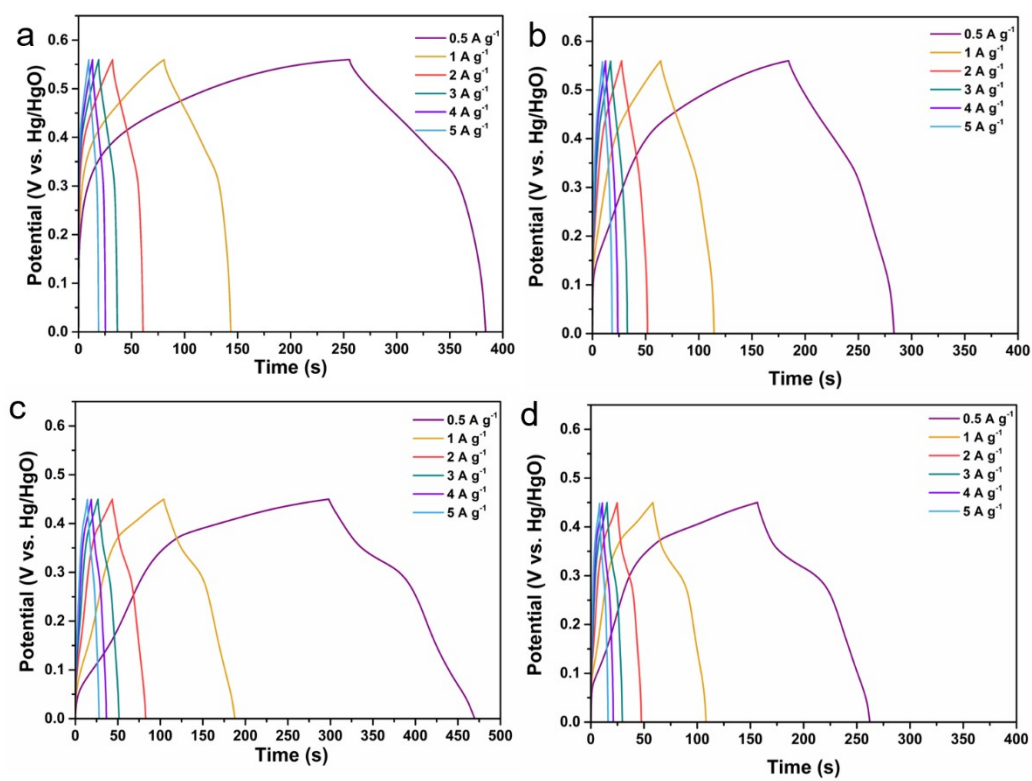 a
0.5 A g⁻¹
1 A g⁻¹
2 A g⁻¹
3 A g⁻¹
4 A g⁻¹
5 A g⁻¹
0.6
0.5
0.4
0.3
0.2
0.1
0.0
Potential (V vs. Hg/HgO)
0 50 100 150 200 250 300 350 400
Time (s)
b
0.5 A g⁻¹
1 A g⁻¹
2 A g⁻¹
3 A g⁻¹
4 A g⁻¹
5 A g⁻¹
0.6
0.5
0.4
0.3
0.2
0.1
0.0
Potential (V vs. Hg/HgO)
0 50 100 150 200 250 300 350 400
Time (s)
c
0.5 A g⁻¹
1 A g⁻¹
2 A g⁻¹
3 A g⁻¹
4 A g⁻¹
5 A g⁻¹
0.6
0.5
0.4
0.3
0.2
0.1
0.0
Potential (V vs. Hg/HgO)
0 50 100 150 200 250 300 350 400 450 500
Time (s)
d
0.5 A g⁻¹
1 A g⁻¹
2 A g⁻¹
3 A g⁻¹
4 A g⁻¹
5 A g⁻¹
0.6
0.5
0.4
0.3
0.2
0.1
0.0
Potential (V vs. Hg/HgO)
0 50 100 150 200 250 300 350 400
Time (s)